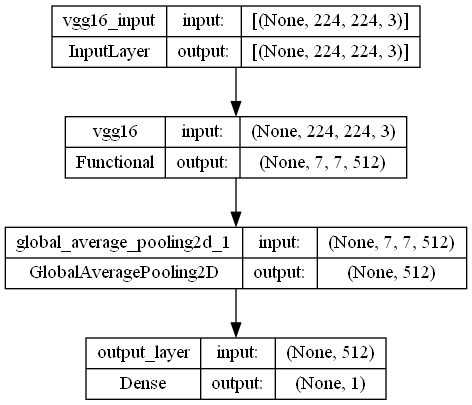 vgg16_input input: [(None, 224, 224, 3)]
InputLayer output: [(None, 224, 224, 3)]
vgg16 input: (None, 224, 224, 3)
Functional output: (None, 7, 7, 512)
global_average_pooling2d_1 input: (None, 7, 7, 512)
GlobalAveragePooling2D output: (None, 512)
output_layer input: (None, 512)
Dense output: (None, 1)